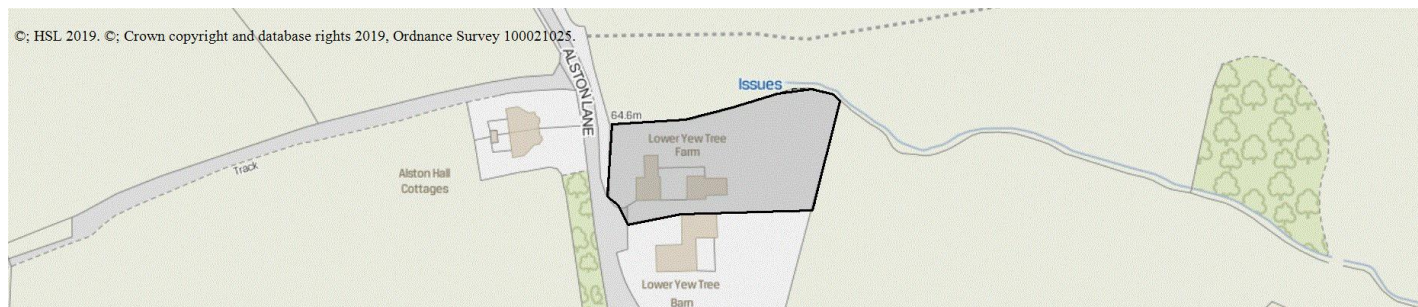 ©; HSL 2019. ©; Crown copyright and database rights 2019, Ordnance Survey 100021025.
ALSTON LANE
Issues
64.6m
Lower Yew Tree
Farm
Track
Alston Hall
Cottages
Lower Yew Tree
Barn